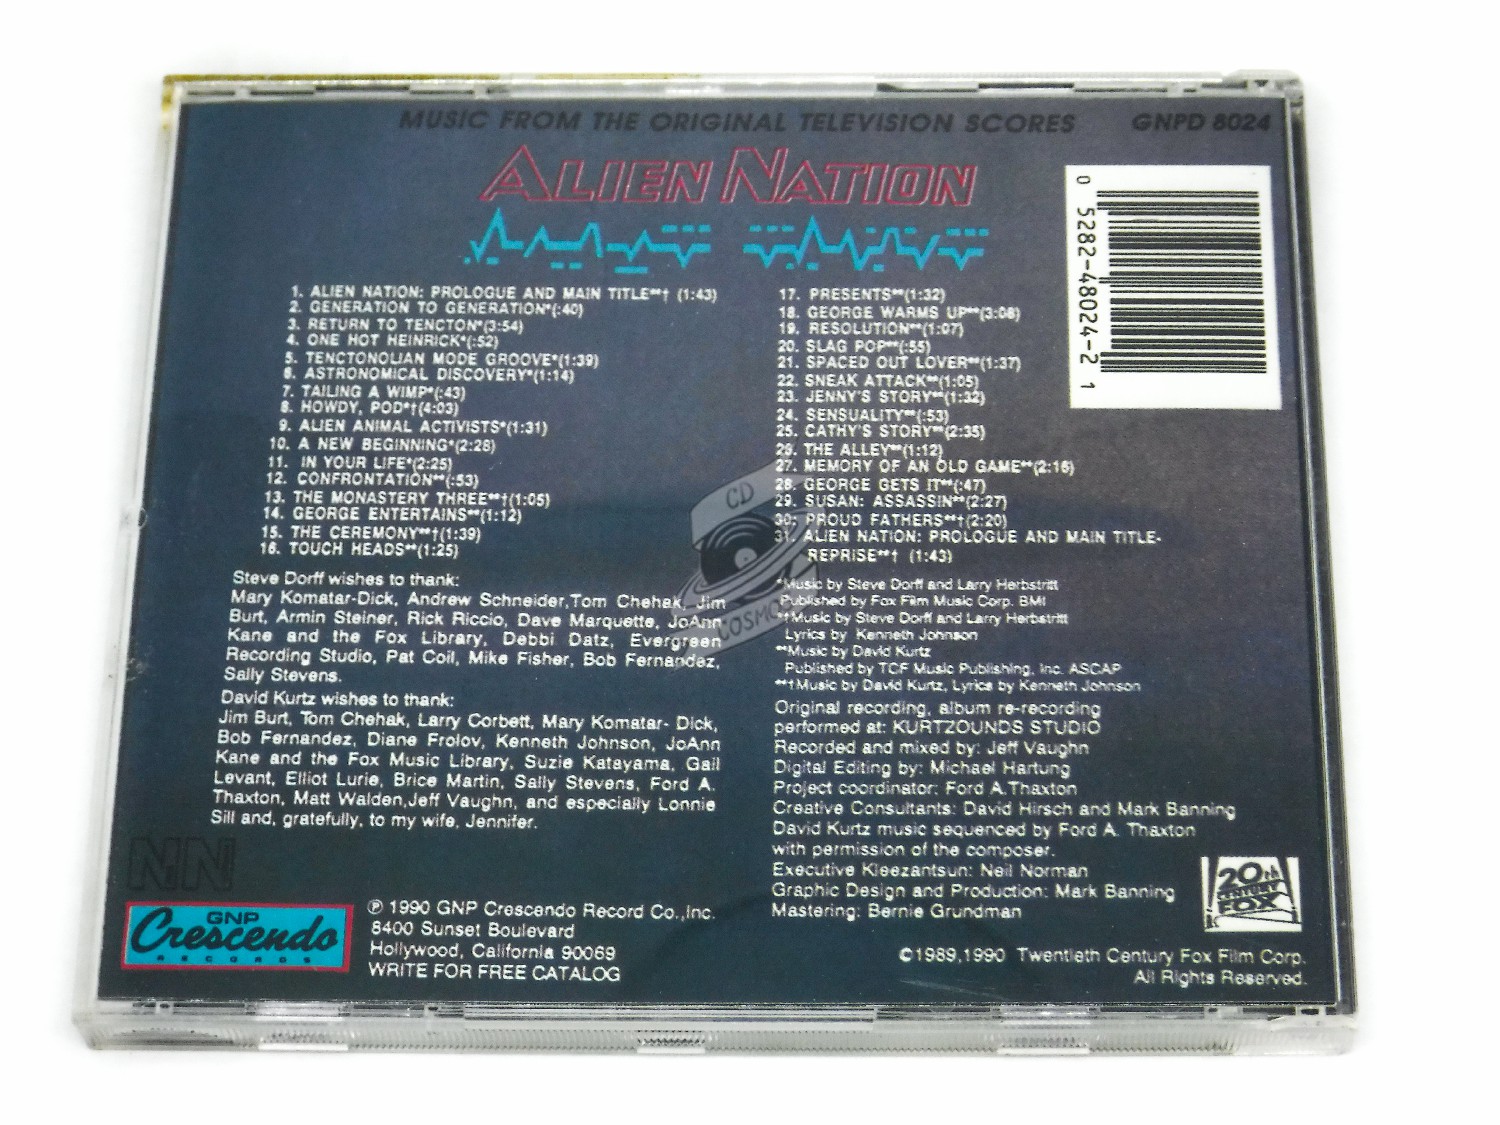 MUSIC FROM THE ORIGINAL TELEVISION SCORES GNPD 8024
ALIEN NATION
1. ALIEN NATION: PROLOGUE AND MAIN TITLE**† (1:43)
2. GENERATION TO GENERATION*(:40)
3. RETURN TO TENCTON*(3:54)
4. ONE HOT HEINRICK*(:52)
5. TENCTONOLIAN MODE GROOVE*(1:39)
6. ASTRONOMICAL DISCOVERY*(1:14)
7. TAILING A WIMP*(:43)
8. HOWDY, POD*†(4:03)
9. ALIEN ANIMAL ACTIVISTS*(1:31)
10. A NEW BEGINNING*(2:28)
11. IN YOUR LIFE*(2:25)
12. CONFRONTATION**(:53)
13. THE MONASTERY THREE**†(1:05)
14. GEORGE ENTERTAINS**(1:12)
15. THE CEREMONY**†(1:39)
16. TOUCH HEADS**(1:25)
17. PRESENTS**(1:32)
18. GEORGE WARMS UP**(3:08)
19. RESOLUTION**(1:07)
20. SLAG POP**(:55)
21. SPACED OUT LOVER**(1:37)
22. SNEAK ATTACK**(1:05)
23. JENNY'S STORY**(1:32)
24. SENSUALITY**(:53)
25. CATHY'S STORY**(2:35)
26. THE ALLEY**(1:12)
27. MEMORY OF AN OLD GAME**(2:16)
28. GEORGE GETS IT**(:47)
29. SUSAN: ASSASSIN**(2:27)
30. PROUD FATHERS**†(2:20)
31. ALIEN NATION: PROLOGUE AND MAIN TITLE-
REPRISE**† (1:43)
0 5282-48024-2 1
Steve Dorff wishes to thank:
Mary Komatar-Dick, Andrew Schneider,Tom Chehak, Jim
Burt, Armin Steiner, Rick Riccio, Dave Marquette, JoAnn
Kane and the Fox Library, Debbi Datz, Evergreen
Recording Studio, Pat Coil, Mike Fisher, Bob Fernandez,
Sally Stevens.
David Kurtz wishes to thank:
Jim Burt, Tom Chehak, Larry Corbett, Mary Komatar- Dick,
Bob Fernandez, Diane Frolov, Kenneth Johnson, JoAnn
Kane and the Fox Music Library, Suzie Katayama, Gail
Levant, Elliot Lurie, Brice Martin, Sally Stevens, Ford A.
Thaxton, Matt Walden,Jeff Vaughn, and especially Lonnie
Sill and, gratefully, to my wife, Jennifer.
*Music by Steve Dorff and Larry Herbstritt
Published by Fox Film Music Corp. BMI
*†Music by Steve Dorff and Larry Herbstritt
Lyrics by Kenneth Johnson
**Music by David Kurtz
Published by TCF Music Publishing, Inc. ASCAP
**†Music by David Kurtz, Lyrics by Kenneth Johnson
Original recording, album re-recording
performed at: KURTZOUNDS STUDIO
Recorded and mixed by: Jeff Vaughn
Digital Editing by: Michael Hartung
Project coordinator: Ford A.Thaxton
Creative Consultants: David Hirsch and Mark Banning
David Kurtz music sequenced by Ford A. Thaxton
with permission of the composer.
Executive Kleezantsun: Neil Norman
Graphic Design and Production: Mark Banning
Mastering: Bernie Grundman
CD
COSMOS
NN
GNP
Crescendo
RECORDS
℗ 1990 GNP Crescendo Record Co.,Inc.
8400 Sunset Boulevard
Hollywood, California 90069
WRITE FOR FREE CATALOG
20th
CENTURY
FOX
©1989,1990 Twentieth Century Fox Film Corp.
All Rights Reserved.